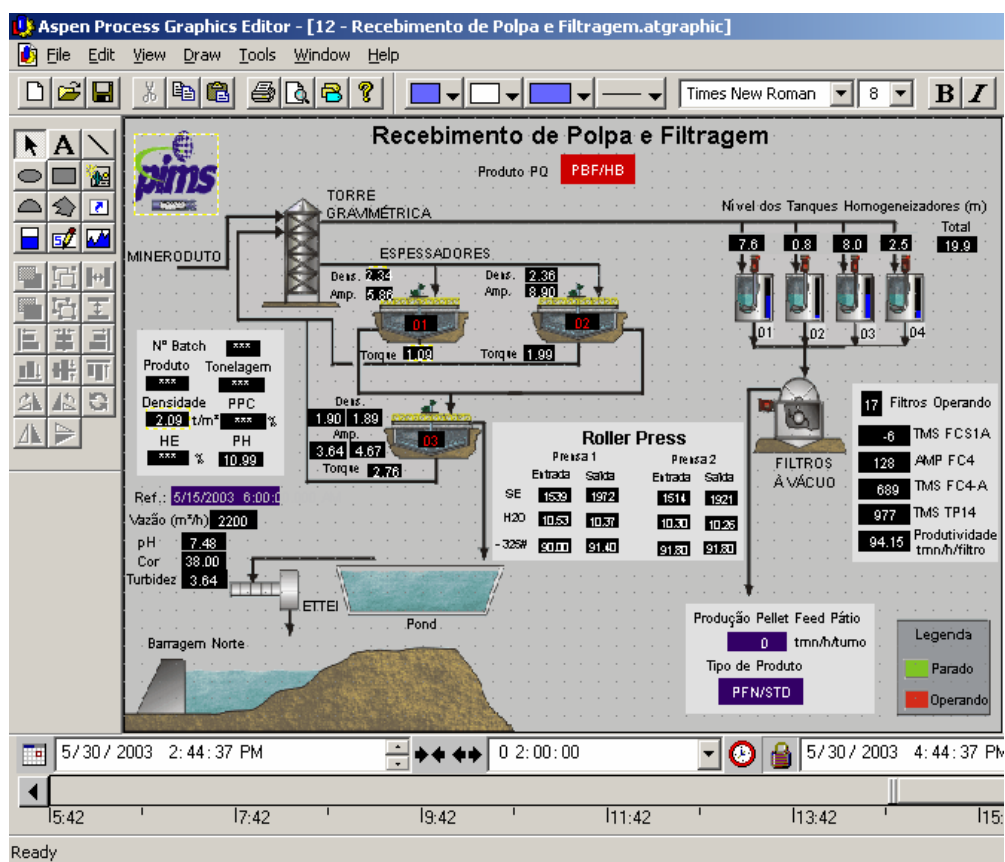 Aspen Process Graphics Editor - [12 - Recebimento de Polpa e Filtragem.atgraphic]
File Edit View Draw Tools Window Help
Times New Roman 8 B I
A
Recebimento de Polpa e Filtragem
pims
Produto PQ PBF/HB
TORRE
GRAVIMÉTRICA
Nível dos Tanques Homogeneizadores (m)
Total
7.6 0.8 8.0 2.5 19.9
MINERODUTO
ESPESSADORES
Dens. 2.34 Dens. 2.36
Amp. 5.86 Amp. 8.90
01 02
01 02 03 04
Torque 1.09 Torque 1.99
Nº Batch ***
Produto Tonelagem
*** ***
Densidade PPC
2.09 t/m³ *** %
HE PH
*** % 10.99
Dens.
1.90 1.89
Amp.
3.64 4.67
03
Torque 2.76
Roller Press
Prensa 1 Prensa 2
Entrada Saída Entrada Saída
SE 1539 1972 1514 1921
H2O 10.53 10.37 10.30 10.26
-325# 90.00 91.40 91.80 91.80
FILTROS
À VÁCUO
17 Filtros Operando
-6 TMS FCS1A
128 AMP FC4
689 TMS FC4-A
977 TMS TP14
94.15 Produtividade
tmn/h/filtro
Ref.: 5/15/2003 6:00:0
Vazão (m³/h) 2200
pH 7.48
Cor 38.00
Turbidez 3.64
ETTEI
Pond
Barragem Norte
Produção Pellet Feed Pátio
0 tmn/h/turno
Tipo de Produto
PFN/STD
Legenda
Parado
Operando
5/30/2003 2:44:37 PM 0 2:00:00 5/30/2003 4:44:37 PM
15:42 17:42 19:42 11:42 13:42 15:
Ready